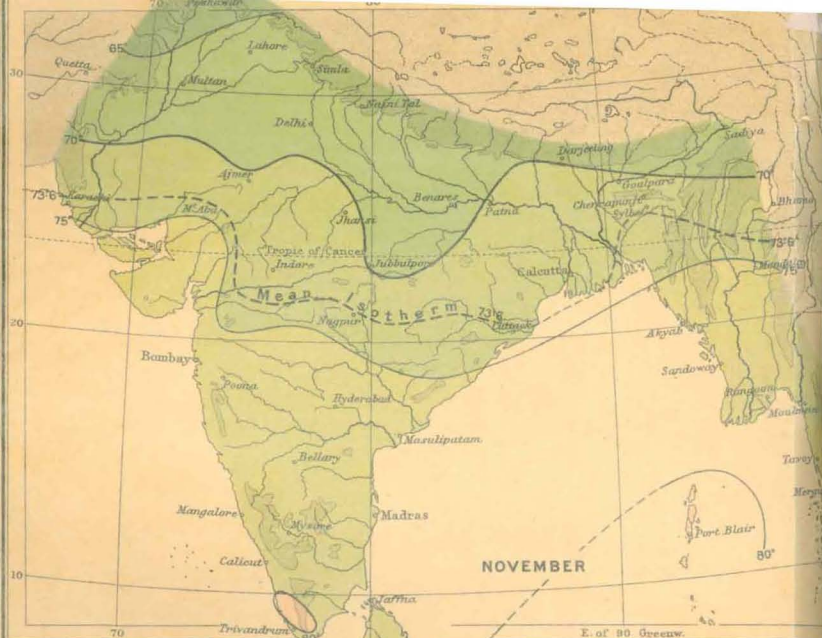 70
Peshawar
80
65
Lahore
Quetta
Simla
30
Multan
Naini Tal
Delhi
70
Sadiya
Darjeeling
Ajmer
Goalpara
70°
73·6
Karachi
Benares
Cherrapunji
Bhamo
Mt. Abu
Patna
Sylhet
75°
Jhansi
73·6°
Tropic of Cancer
Indore
Jubbulpore
Calcutta
75
Mean Isotherm 73·6
Nagpur
Cuttack
20
Akyab
Bombay
Sandoway
Poona
Rangoon
Hyderabad
Masulipatam
Bellary
Tavoy
Mangalore
Madras
Mysore
Port Blair
80°
Calicut
NOVEMBER
10
Jaffna
Trivandrum
70
E. of 90 Greenw.